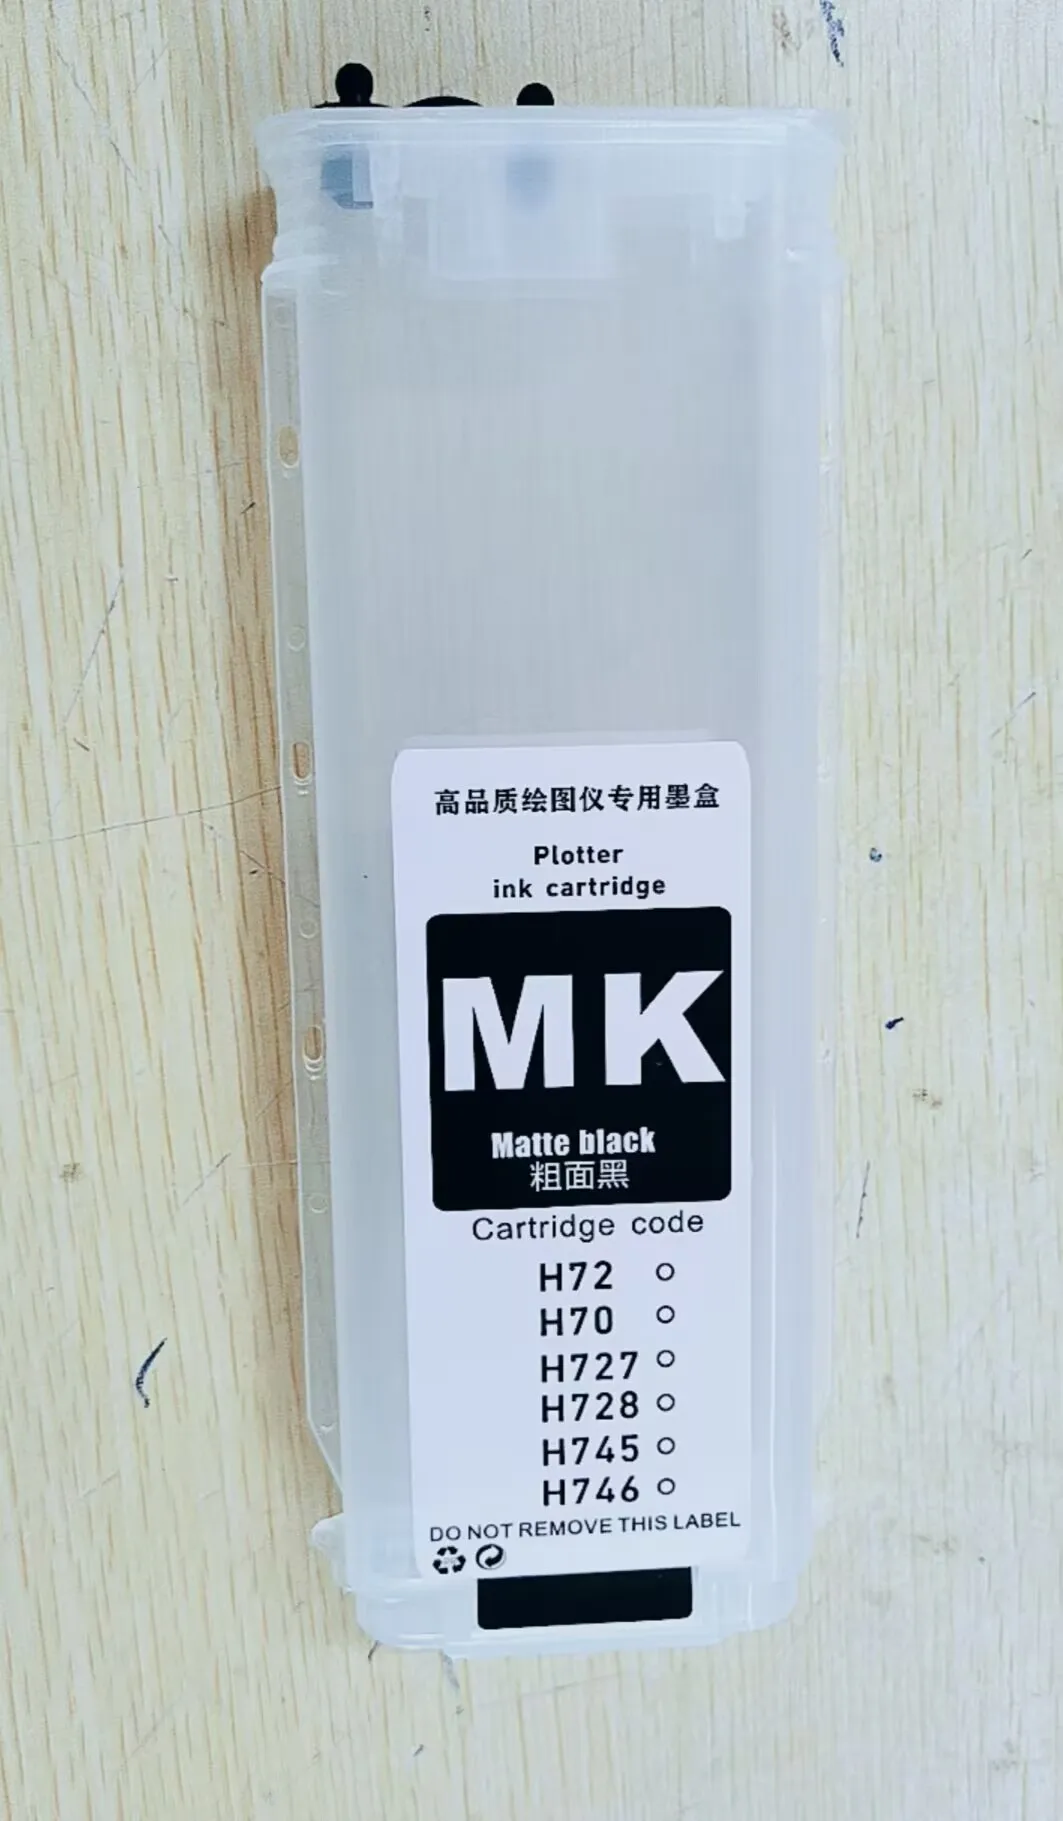 高品质绘图仪专用墨盒
Plotter
ink cartridge
MK
Matte black
粗面黑
Cartridge code
H72
H70
H727
H728
H745
H746
DO NOT REMOVE THIS LABEL